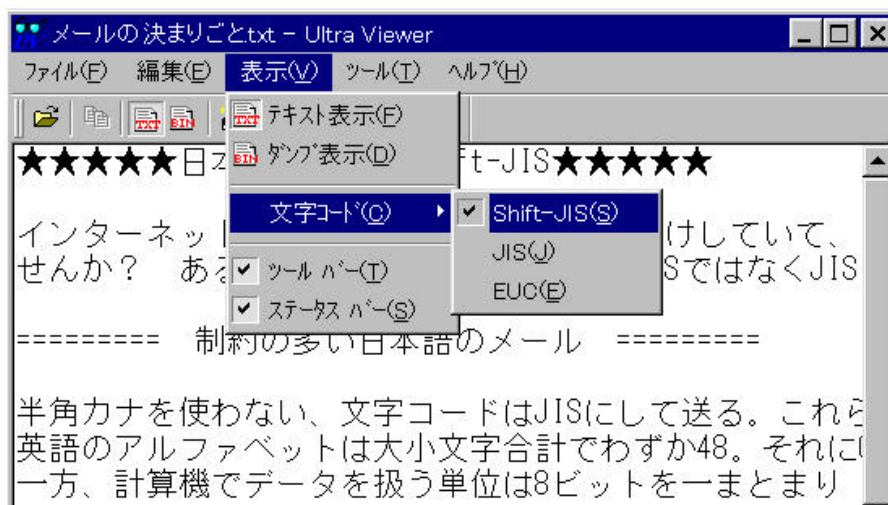 メールの決まりごとtxt - Ultra Viewer
ﾌｧｲﾙ(F) 編集(E) 表示(V) ﾂｰﾙ(T) ﾍﾙﾌﾟ(H)
TXT BIN
TXT ﾃｷｽﾄ表示(F)
BIN ﾀﾞﾝﾌﾟ表示(D)
文字ｺｰﾄﾞ(C)
Shift-JIS(S)
JIS(J)
EUC(E)
ﾂｰﾙ ﾊﾞｰ(T)
ｽﾃｰﾀｽ ﾊﾞｰ(S)
★★★★★日本 ft-JIS★★★★★
インターネット けしていて、
せんか？　ある SではなくJIS
=========　制約の多い日本語のメール　=========
半角カナを使わない、文字コードはJISにして送る。これら
英語のアルファベットは大小文字合計でわずか48。それに
一方、計算機でデータを扱う単位は8ビットを一まとまり